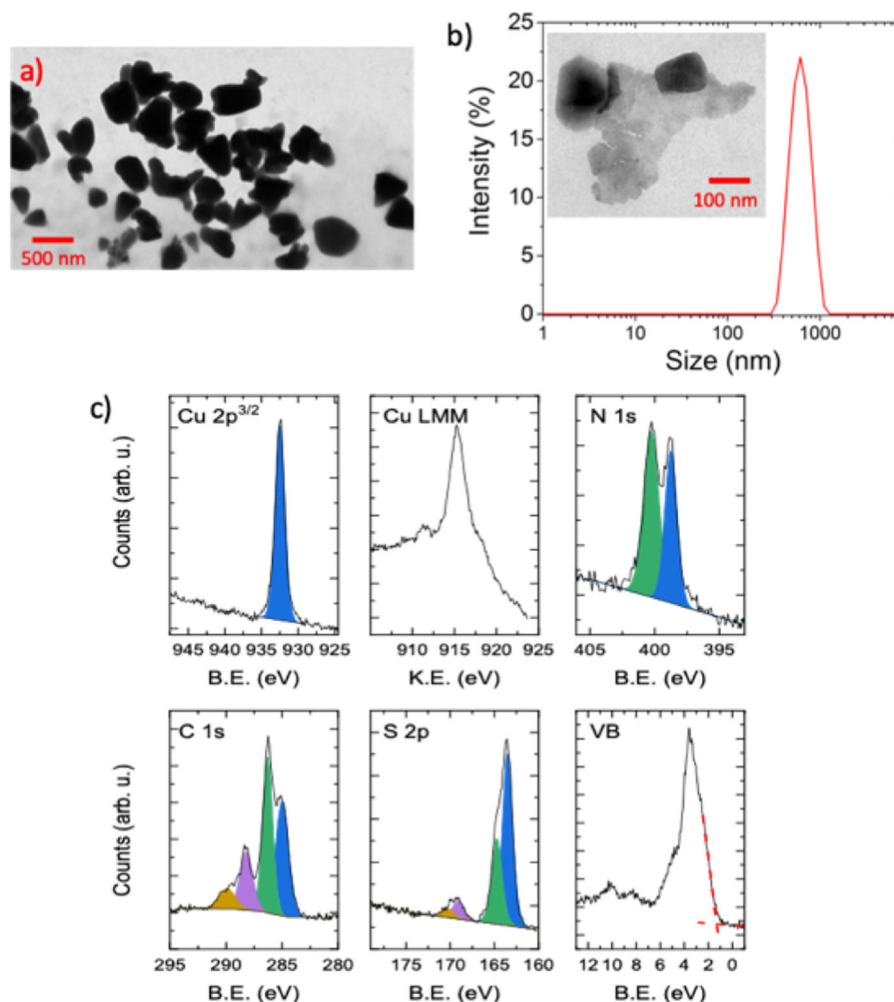 a)
500 nm
b)
Intensity (%)
25
20
15
10
5
0
100 nm
1 10 100 1000
Size (nm)
c)
Counts (arb. u.)
Cu 2p3/2
945 940 935 930 925
B.E. (eV)
Cu LMM
910 915 920 925
K.E. (eV)
N 1s
405 400 395
B.E. (eV)
Counts (arb. u.)
C 1s
295 290 285 280
B.E. (eV)
S 2p
175 170 165 160
B.E. (eV)
VB
12 10 8 6 4 2 0
B.E. (eV)